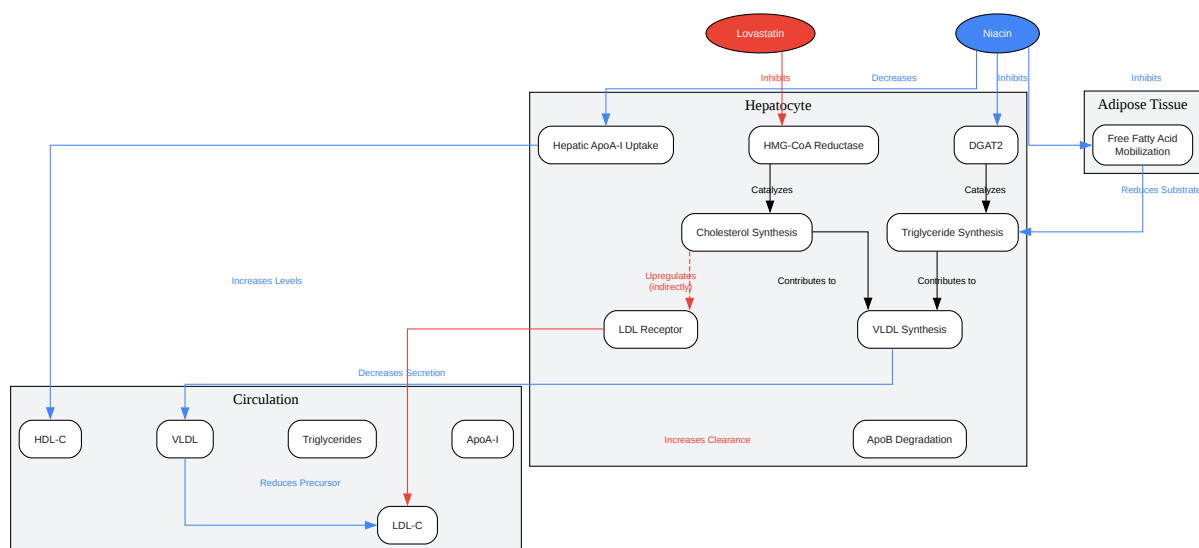 Lovastatin
Niacin
Inhibits
Decreases
Inhibits
Inhibits
Hepatocyte
Adipose Tissue
Hepatic ApoA-I Uptake
HMG-CoA Reductase
DGAT2
Free Fatty Acid
Mobilization
Catalyzes
Catalyzes
Reduces Substrate
Cholesterol Synthesis
Triglyceride Synthesis
Increases Levels
Upregulates
(indirectly)
Contributes to
Contributes to
LDL Receptor
VLDL Synthesis
Decreases Secretion
Circulation
HDL-C
VLDL
Triglycerides
ApoA-I
Increases Clearance
ApoB Degradation
Reduces Precursor
LDL-C